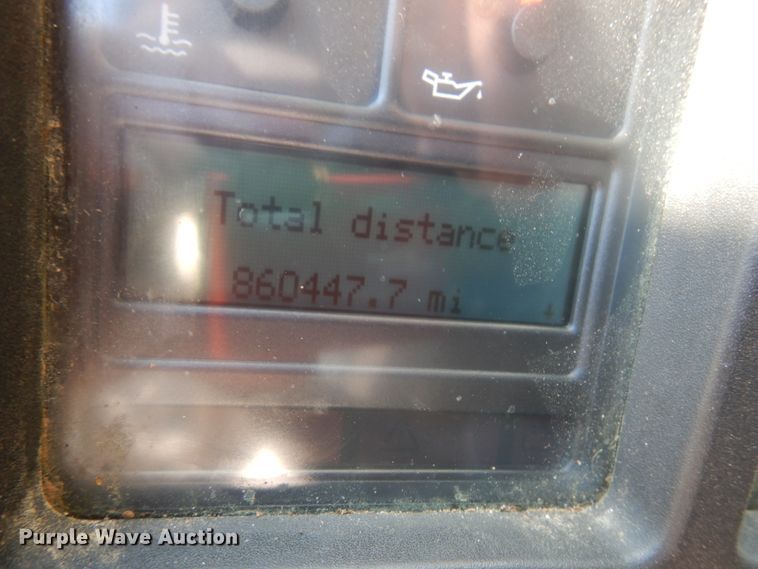 Total distance
860447.7 mi
Purple Wave Auction